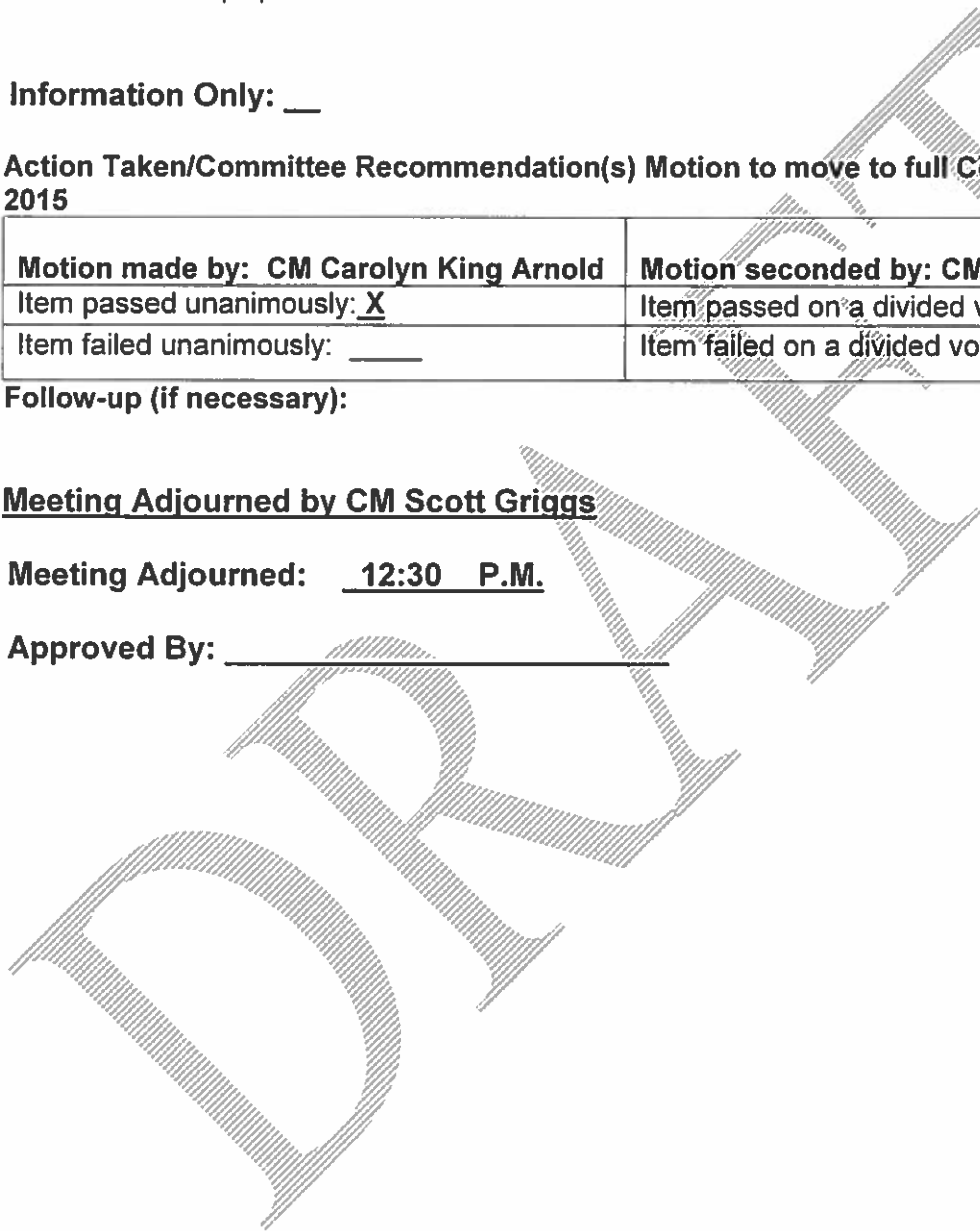 Information Only: __
Action Taken/Committee Recommendation(s) Motion to move to full
2015
Motion made by: CM Carolyn King Arnold Motion seconded by: CM
Item passed unanimously: X Item passed on a divided
Item failed unanimously: ____ Item failed on a divided
Follow-up (if necessary):
Meeting Adjourned by CM Scott Griggs
Meeting Adjourned: 12:30 P.M.
Approved By: ____
DRAFT